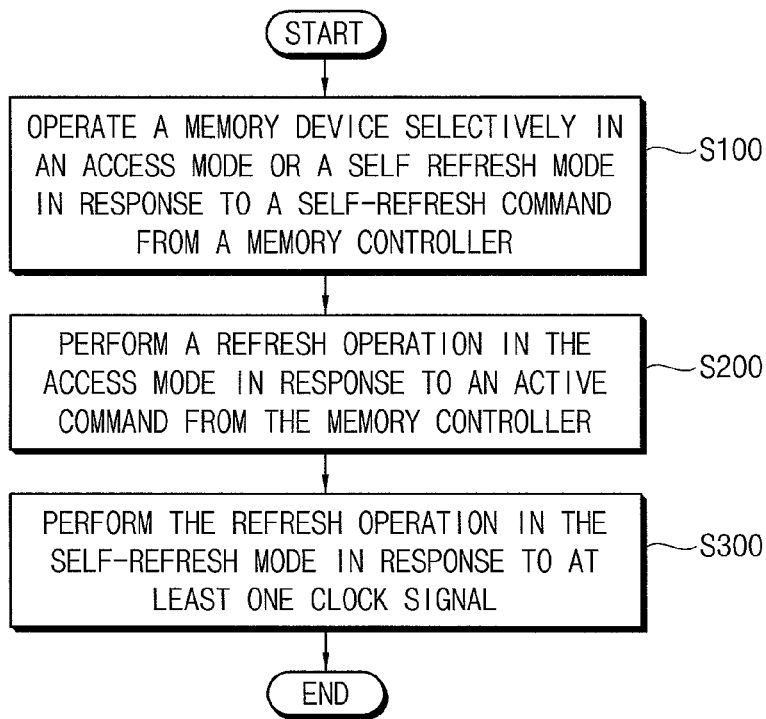 START
OPERATE A MEMORY DEVICE SELECTIVELY IN
AN ACCESS MODE OR A SELF REFRESH MODE
IN RESPONSE TO A SELF-REFRESH COMMAND
FROM A MEMORY CONTROLLER
S100
PERFORM A REFRESH OPERATION IN THE
ACCESS MODE IN RESPONSE TO AN ACTIVE
COMMAND FROM THE MEMORY CONTROLLER
S200
PERFORM THE REFRESH OPERATION IN THE
SELF-REFRESH MODE IN RESPONSE TO AT
LEAST ONE CLOCK SIGNAL
S300
END